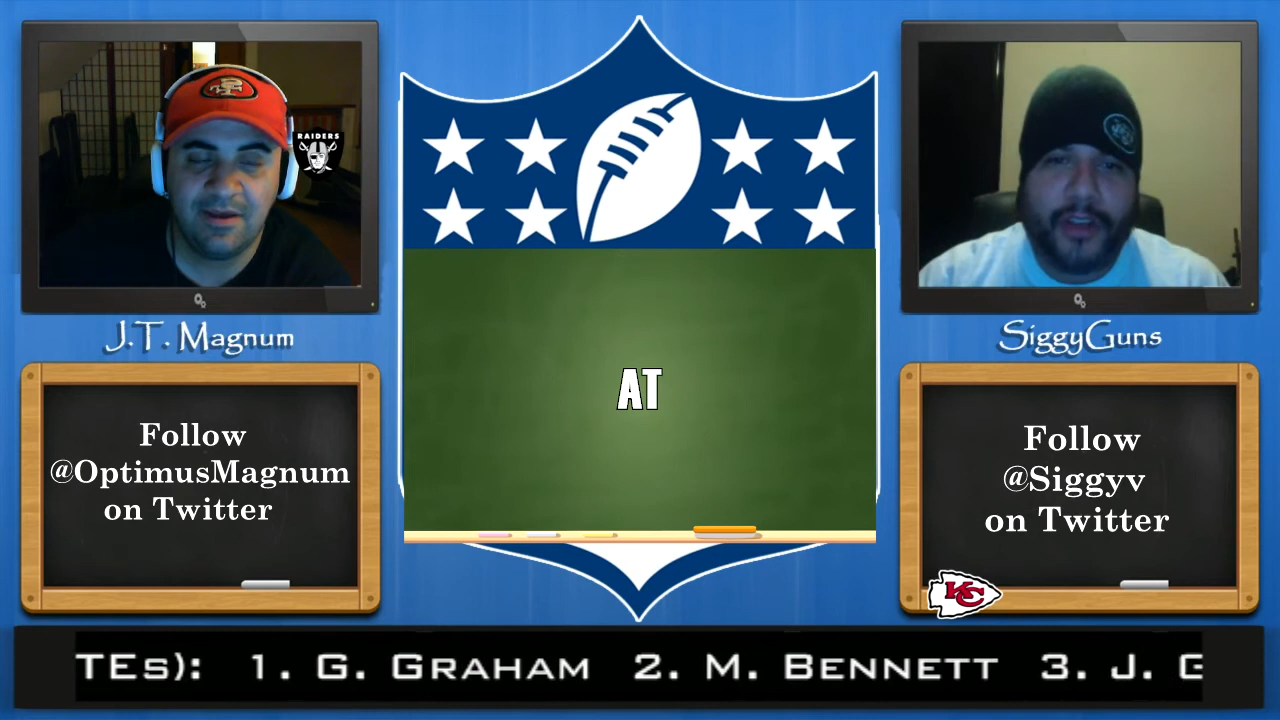 RAIDERS
J.T. Magnum
SiggyGuns
AT
Follow
@OptimusMagnum
on Twitter
Follow
@Siggyv
on Twitter
KC
TEs): 1. G. GRAHAM 2. M. BENNETT 3. J. G